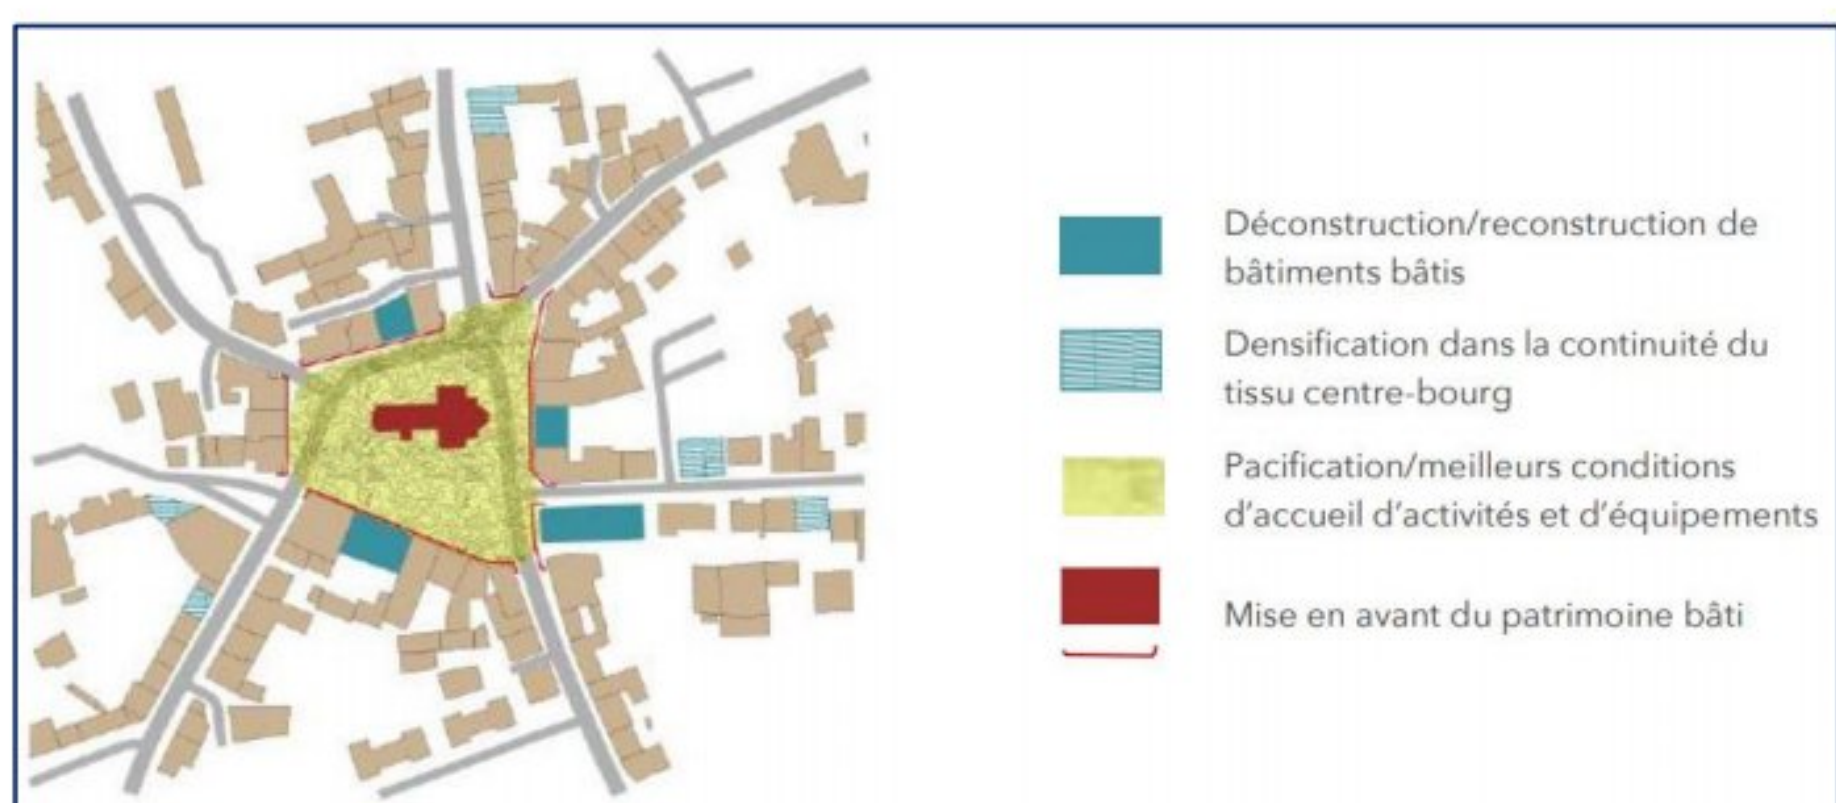 Déconstruction/reconstruction de
bâtiments bâtis
Densification dans la continuité du
tissu centre-bourg
Pacification/meilleurs conditions
d'accueil d'activités et d'équipements
Mise en avant du patrimoine bâti